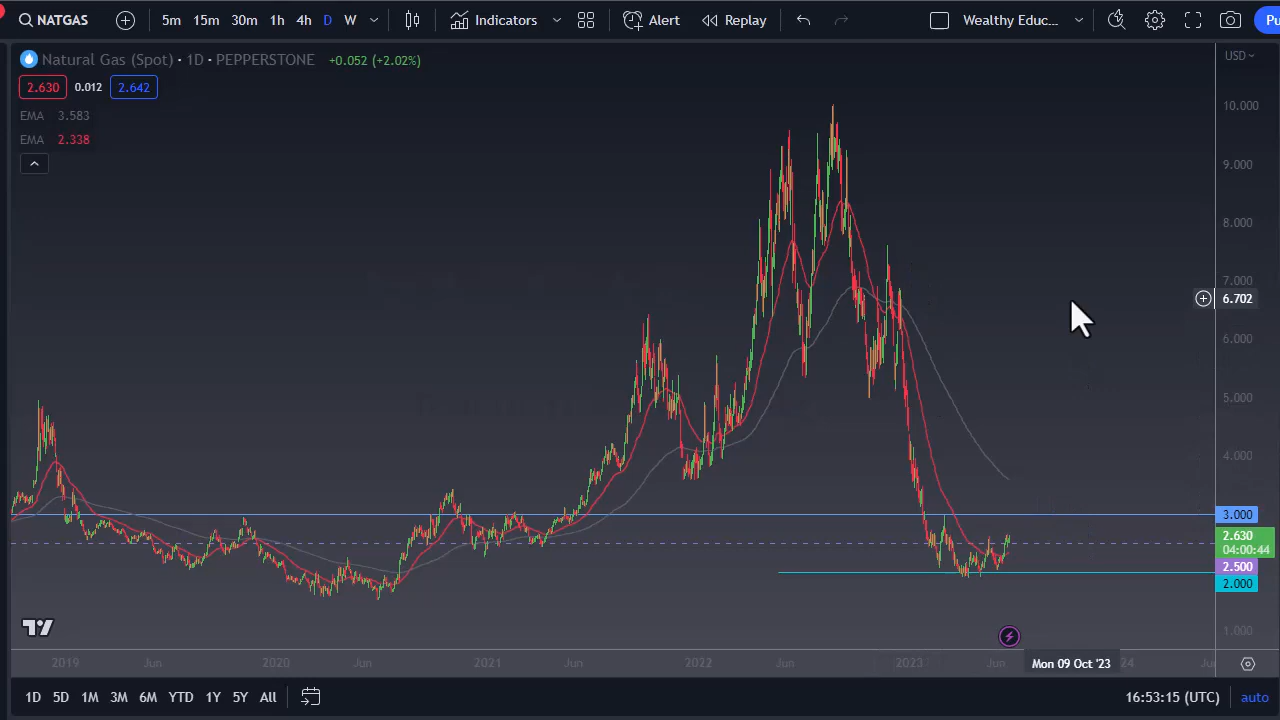 NATGAS 5m 15m 30m 1h 4h D W Indicators Alert Replay Wealthy Educ... Pu
Natural Gas (Spot) · 1D · PEPPERSTONE +0.052 (+2.02%) USD
2.630 0.012 2.642
EMA 3.583
EMA 2.338
10.000
9.000
8.000
7.000
6.702
6.000
5.000
4.000
3.000
2.630
04:00:44
2.500
2.000
1.000
2019 Jun 2020 Jun 2021 Jun 2022 Jun 2023 Jun Mon 09 Oct '23 24
1D 5D 1M 3M 6M YTD 1Y 5Y All 16:53:15 (UTC) auto